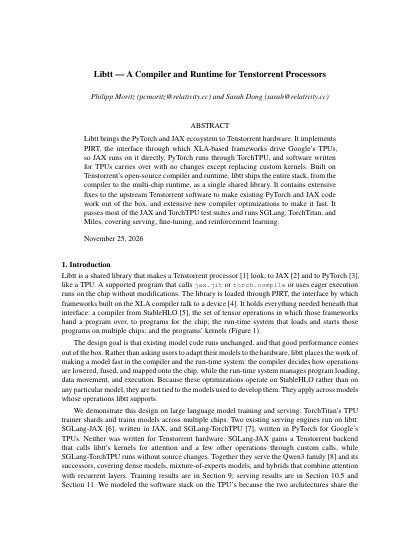 Libtt — A Compiler and Runtime for Tenstorrent Processors
Philipp Moritz (pcmoritz@relativity.cc) and Sarah Dong (sarah@relativity.cc)
ABSTRACT
Libtt brings the PyTorch and JAX ecosystem to Tenstorrent hardware. It implements
PJRT, the interface through which XLA-based frameworks drive Google's TPUs,
so JAX runs on it directly, PyTorch runs through TorchTPU, and software written
for TPUs carries over with no changes except replacing custom kernels. Built on
Tenstorrent's open-source compiler and runtime, libtt ships the entire stack, from
the compiler to the multi-chip runtime, as a single shared library. It contains extensive
fixes to the upstream Tenstorrent software to make existing PyTorch and JAX code
work out of the box, and extensive new compiler optimizations to make it fast. It
passes most of the JAX and TorchTPU test suites and runs SGLang, TorchTitan, and
Miles, covering serving, fine-tuning, and reinforcement learning.
November 25, 2026
1. Introduction
Libtt is a shared library that makes a Tenstorrent processor [1] look, to JAX [2] and to PyTorch [3],
like a TPU. A supported program that calls jax.jit or torch.compile or uses eager execution
runs on the chip without modifications. The library is loaded through PJRT, the interface by which
frameworks built on the XLA compiler talk to a device [4]. It holds everything needed beneath that
interface: a compiler from StableHLO [5], the set of tensor operations in which those frameworks
hand a program over, to programs for the chip; the run-time system that loads and starts those
programs on multiple chips; and the programs' kernels (Figure 1).
The design goal is that existing model code runs unchanged, and that good performance comes
out of the box. Rather than asking users to adapt their models to the hardware, libtt places the work of
making a model fast in the compiler and the run-time system: the compiler decides how operations
are lowered, fused, and mapped onto the chip, while the run-time system manages program loading,
data movement, and execution. Because these optimizations operate on StableHLO rather than on
any particular model, they are not tied to the models used to develop them. They apply across models
whose operations libtt supports.
We demonstrate this design on large language model training and serving. TorchTitan's TPU
trainer shards and trains models across multiple chips. Two existing serving engines run on libtt:
SGLang-JAX [6], written in JAX, and SGLang-TorchTPU [7], written in PyTorch for Google's
TPUs. Neither was written for Tenstorrent hardware. SGLang-JAX gains a Tenstorrent backend
that calls libtt's kernels for attention and a few other operations through custom calls, while
SGLang-TorchTPU runs without source changes. Together they serve the Qwen3 family [8] and its
successors, covering dense models, mixture-of-experts models, and hybrids that combine attention
with recurrent layers. Training results are in Section 9; serving results are in Section 10.5 and
Section 11. We modeled the software stack on the TPU's because the two architectures share the